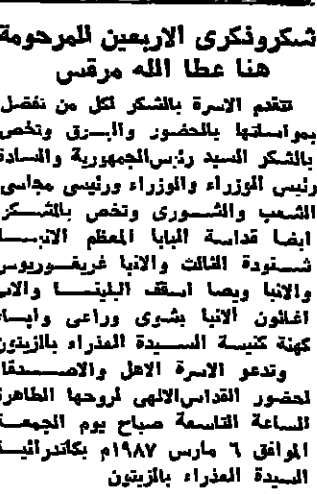 شكر وذكرى الاربعين للمرحومة
هنا عطا الله مرقس
تتقدم الاسرة بالشكر لكل من تفضل
بمواساتها بالحضور والبرق وتخص
بالشكر السيد رئيس الجمهورية والسادة
رئيس الوزراء والوزراء ورئيسى مجلسى
الشعب والشورى وتخص بالشكر
ايضا قداسة البابا المعظم الانبا
شنودة الثالث والانبا غريغوريوس
والانبا ويصا اسقف البلينا والاب
اغاثون الانبا بشوى وراعى واباء
كهنة كنيسة السيدة العذراء بالزيتون
وتدعو الاسرة الاهل والاصدقاء
لحضور القداس الالهى لروحها الطاهرة
الساعة التاسعة صباح يوم الجمعة
الموافق ٦ مارس ١٩٨٧م بكاتدرائية
السيدة العذراء بالزيتون